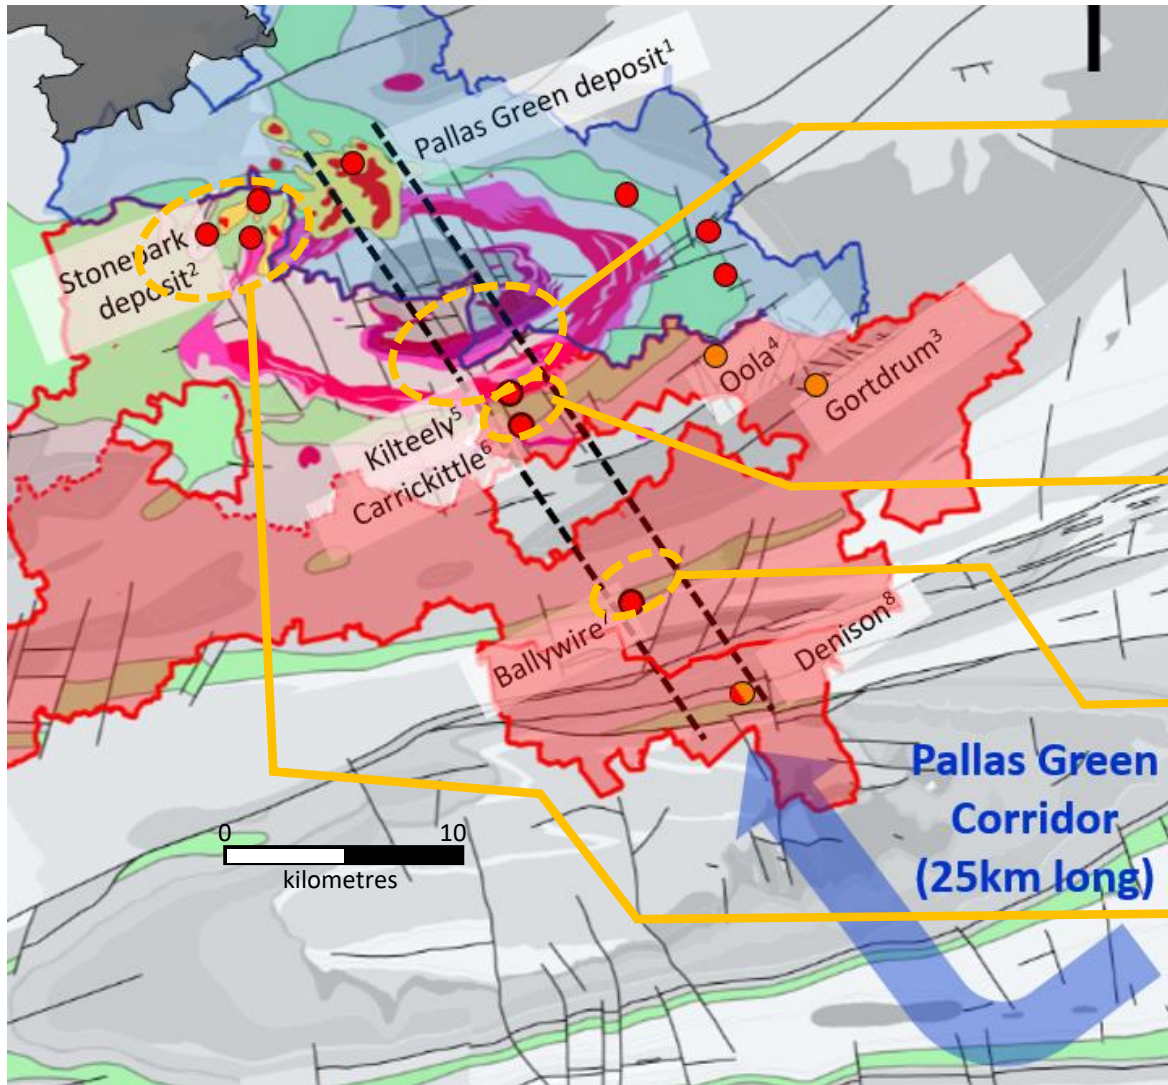 Pallas Green deposit¹
Stonepark
deposit²
Oola⁴
Gortdrum³
Kilteely⁵
Carrickittle⁶
Ballywire⁷
Denison⁸
Pallas Green
Corridor
(25km long)
0 10
kilometres